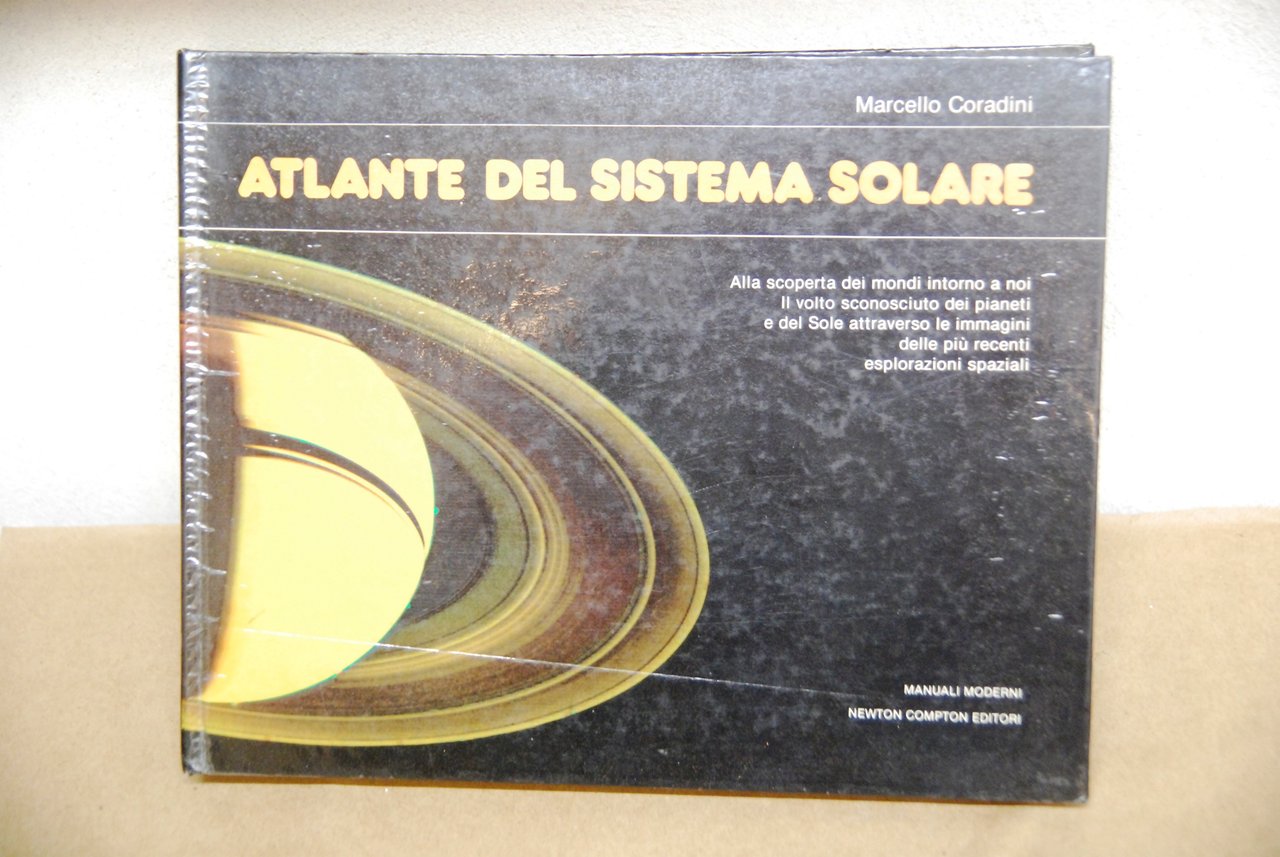 Marcello Coradini
ATLANTE DEL SISTEMA SOLARE
Alla scoperta dei mondi intorno a noi
Il volto sconosciuto dei pianeti
e del Sole attraverso le immagini
delle più recenti
esplorazioni spaziali
MANUALI MODERNI
NEWTON COMPTON EDITORI